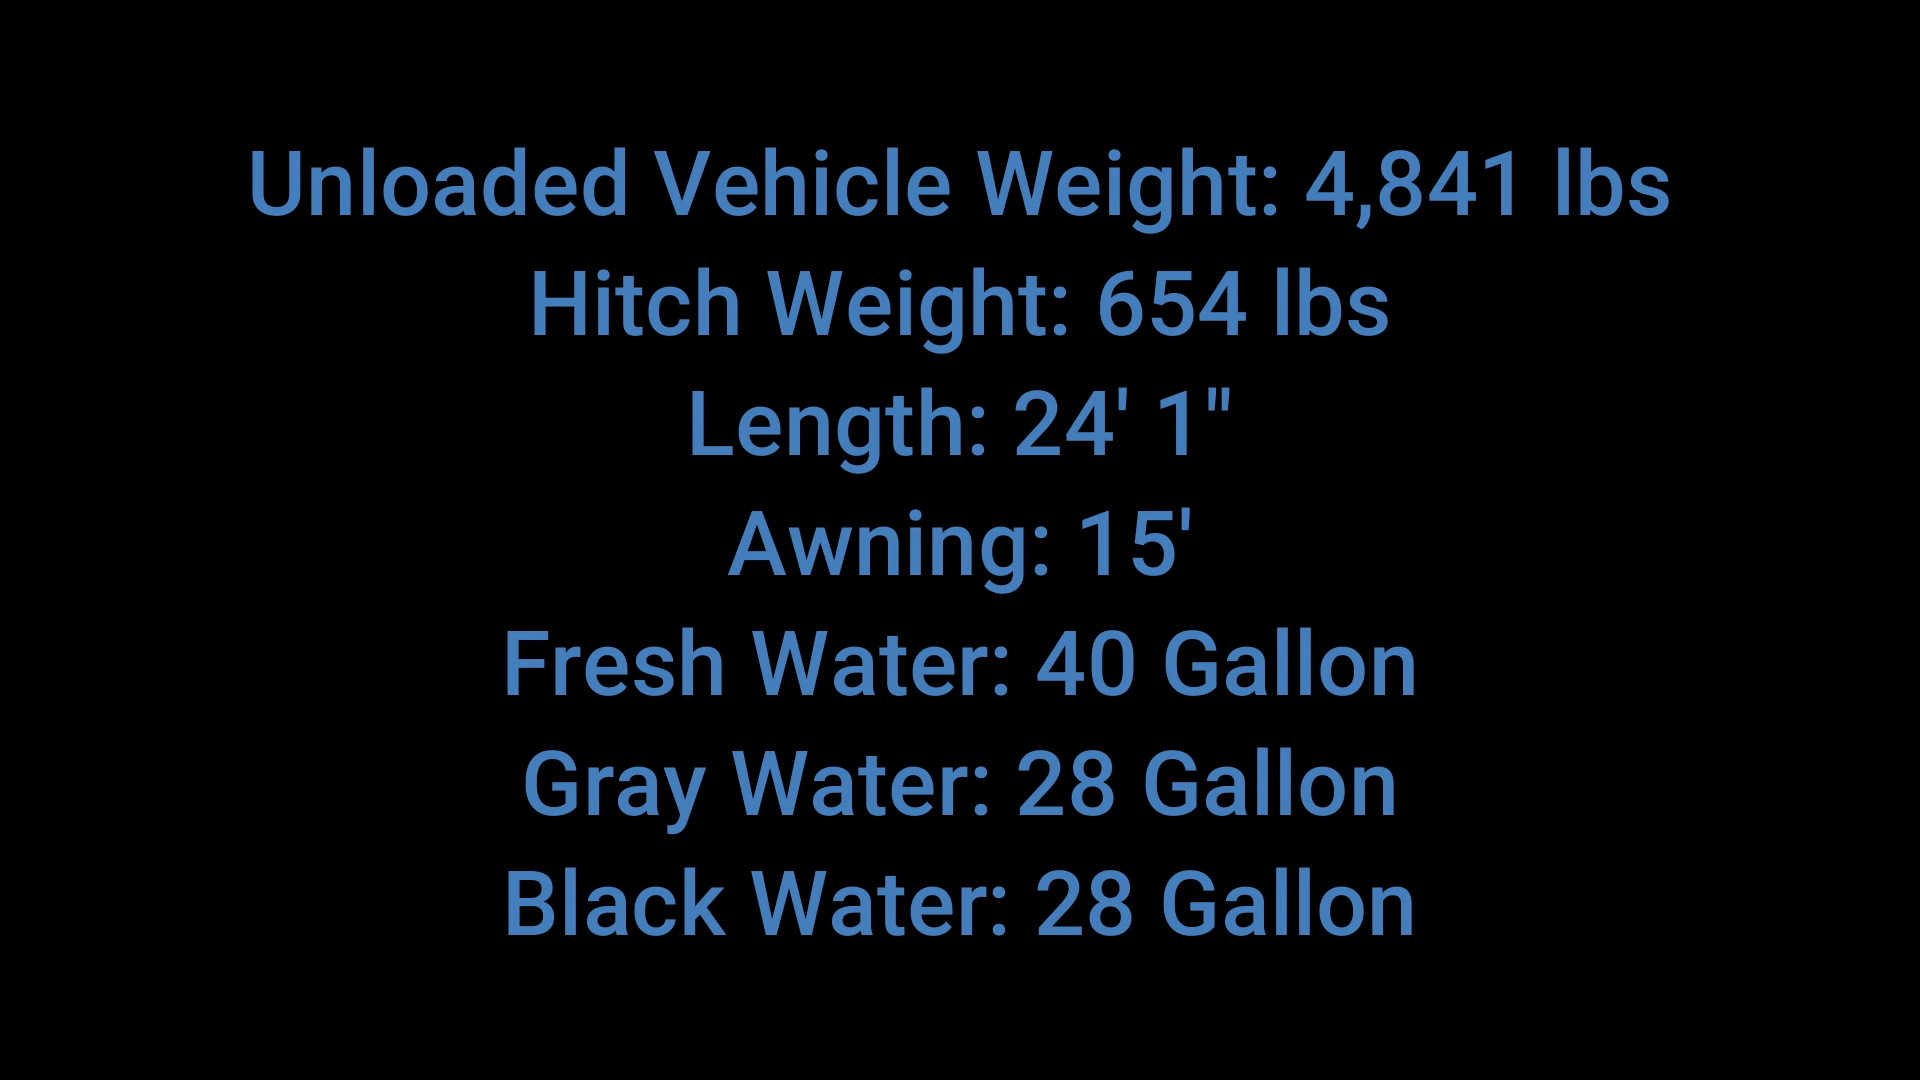 Unloaded Vehicle Weight: 4,841 lbs
Hitch Weight: 654 lbs
Length: 24' 1"
Awning: 15'
Fresh Water: 40 Gallon
Gray Water: 28 Gallon
Black Water: 28 Gallon